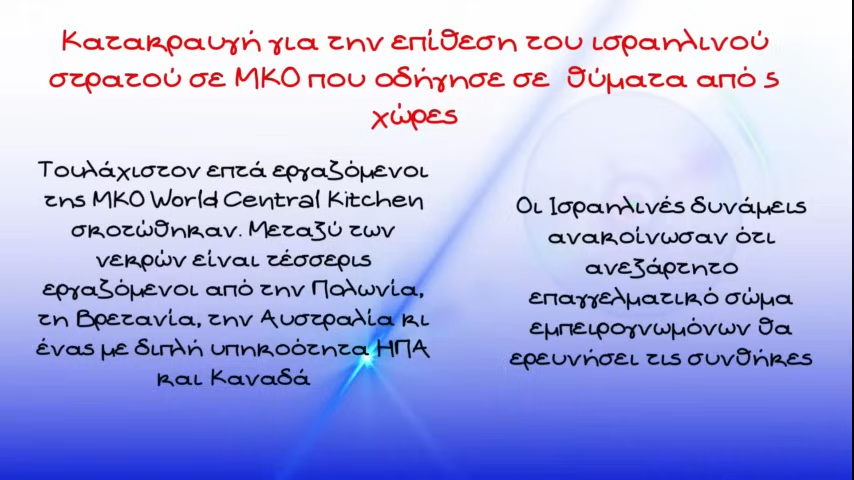 Κατακραυγή για την επίθεση του ισραηλινού
στρατού σε ΜΚΟ που οδήγησε σε θύματα από 5
χώρες
Τουλάχιστον επτά εργαζόμενοι
της ΜΚΟ World Central Kitchen
σκοτώθηκαν. Μεταξύ των
νεκρών είναι τέσσερις
εργαζόμενοι από την Πολωνία,
τη Βρετανία, την Αυστραλία κι
ένας με διπλή υπηκοότητα ΗΠΑ
και Καναδά
Οι Ισραηλινές δυνάμεις
ανακοίνωσαν ότι
ανεξάρτητο
επαγγελματικό σώμα
εμπειρογνωμόνων θα
ερευνήσει τις συνθήκες